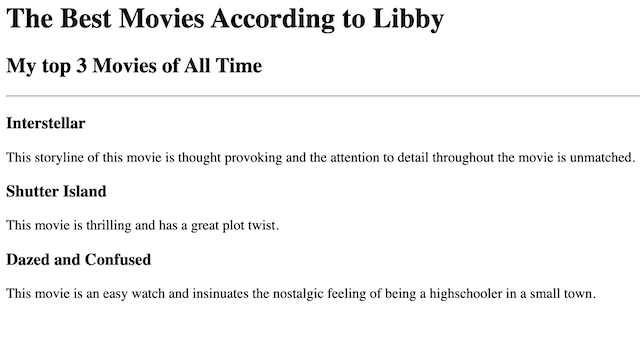 The Best Movies According to Libby
My top 3 Movies of All Time
Interstellar
This storyline of this movie is thought provoking and the attention to detail throughout the movie is unmatched.
Shutter Island
This movie is thrilling and has a great plot twist.
Dazed and Confused
This movie is an easy watch and insinuates the nostalgic feeling of being a highschooler in a small town.